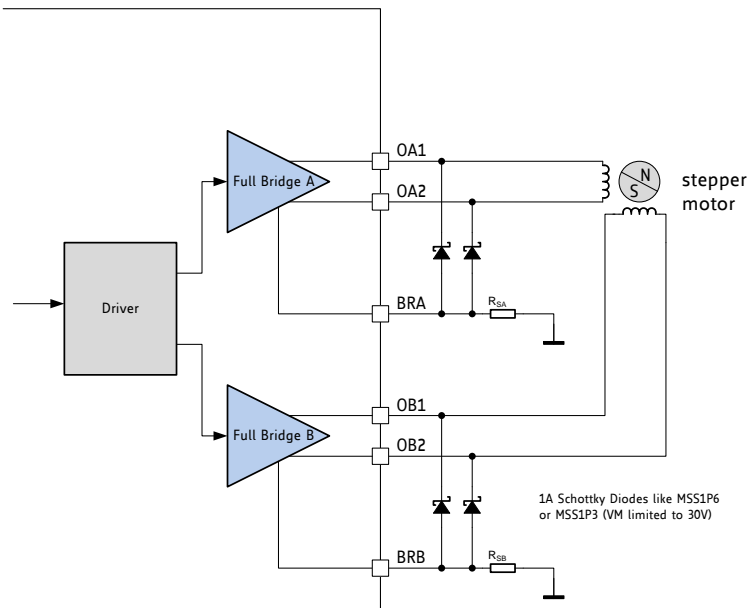 OA1
Full Bridge A
OA2
N
S
stepper
motor
Driver
BRA
RSA
OB1
Full Bridge B
OB2
1A Schottky Diodes like MSS1P6
or MSS1P3 (VM limited to 30V)
BRB
RSB